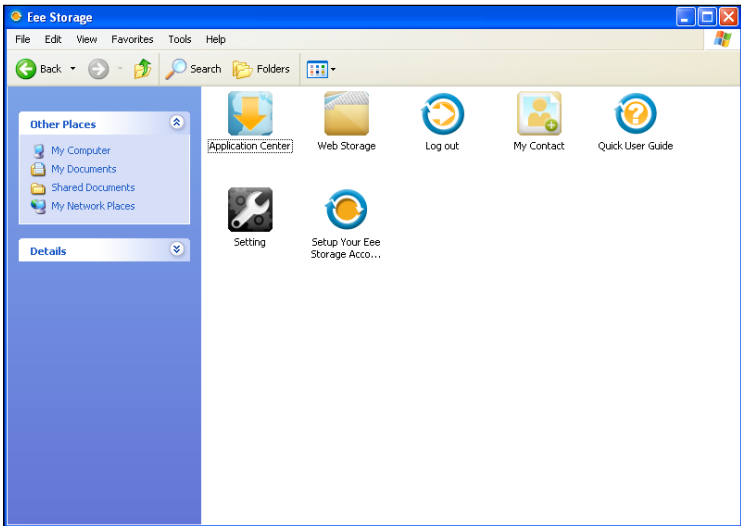 Eee Storage
File Edit View Favorites Tools Help
Back Search Folders
Other Places
My Computer
My Documents
Shared Documents
My Network Places
Details
Application Center Web Storage Log out My Contact Quick User Guide
Setting Setup Your Eee
Storage Acco...